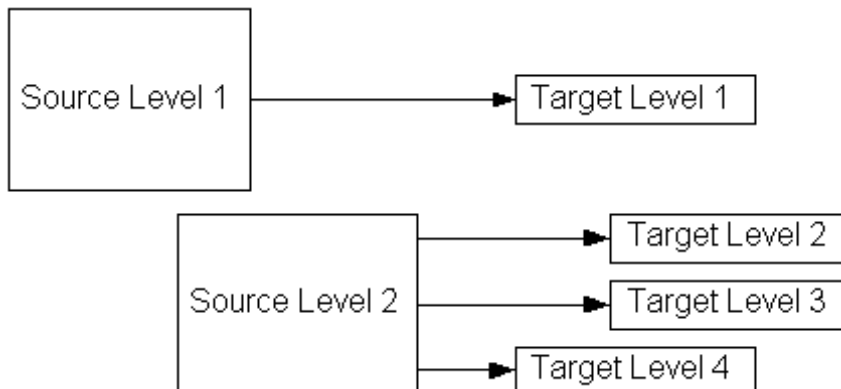 Source Level 1
Target Level 1
Target Level 2
Source Level 2
Target Level 3
Target Level 4